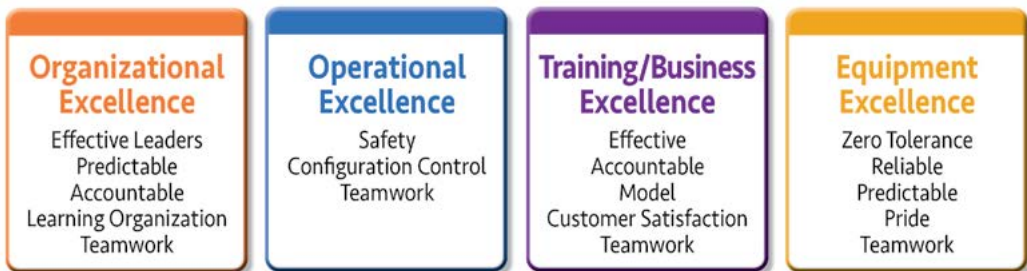 Organizational
Excellence
Effective Leaders
Predictable
Accountable
Learning Organization
Teamwork
Operational
Excellence
Safety
Configuration Control
Teamwork
Training/Business
Excellence
Effective
Accountable
Model
Customer Satisfaction
Teamwork
Equipment
Excellence
Zero Tolerance
Reliable
Predictable
Pride
Teamwork